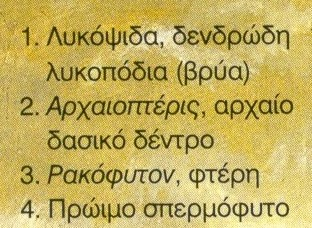 1. Λυκόψιδα, δενδρώδη
λυκοπόδια (βρύα)
2. Αρχαιοπτέρις, αρχαίο
δασικό δέντρο
3. Ρακόφυτον, φτέρη
4. Πρώιμο σπερμόφυτο